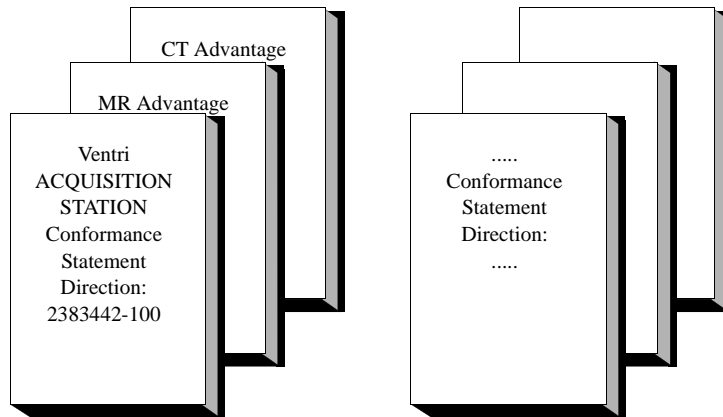 CT Advantage
MR Advantage
Ventri
ACQUISITION
STATION
Conformance
Statement
Direction:
2383442-100
.....
Conformance
Statement
Direction:
.....